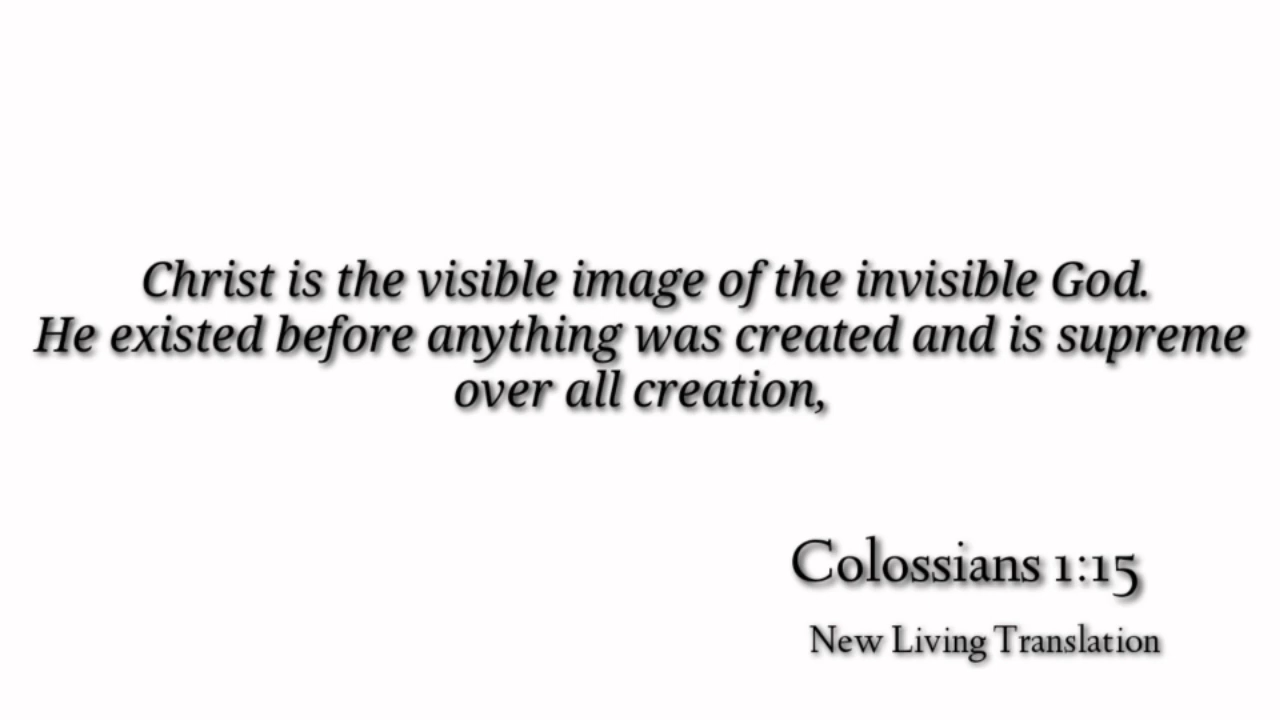 Christ is the visible image of the invisible God.
He existed before anything was created and is supreme
over all creation,
Colossians 1:15
New Living Translation